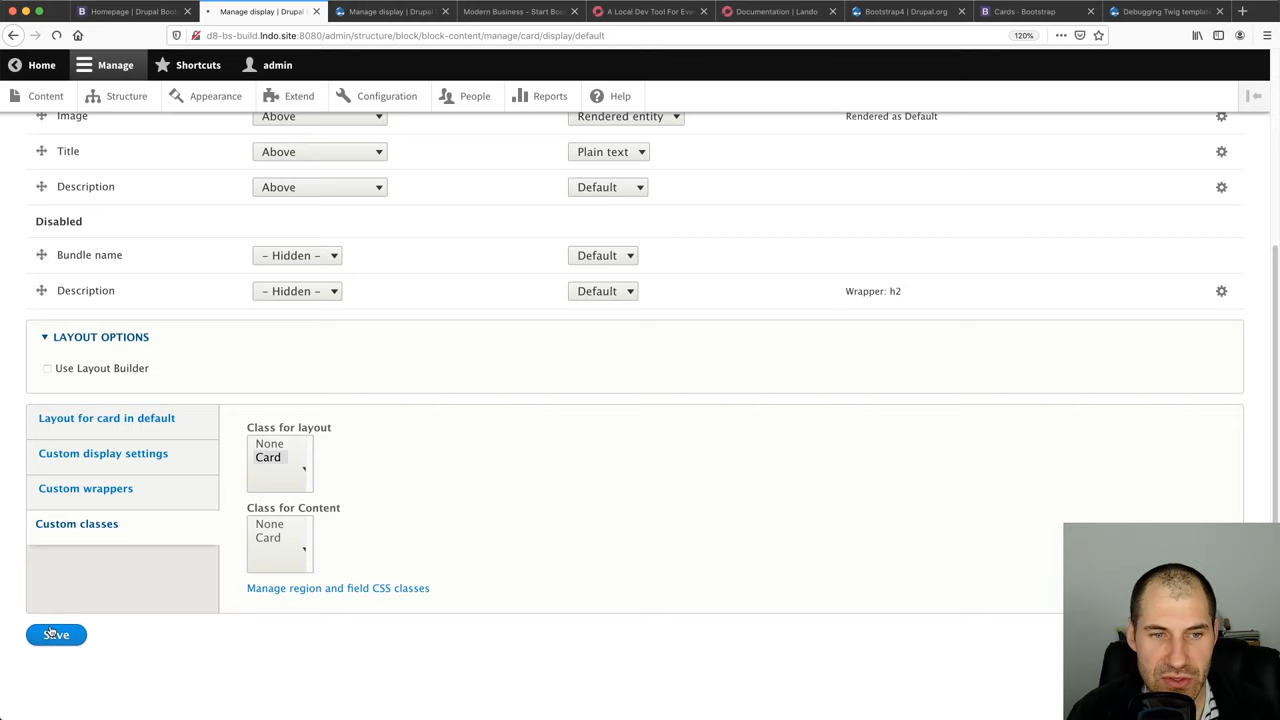 Homepage | Drupal Boots
Manage display | Drupal
Manage display | Drupal
Modern Business - Start Boo
A Local Dev Tool For Eve
Documentation | Lando
Bootstrap4 | Drupal.org
Cards · Bootstrap
Debugging Twig templat
d8-bs-build.lndo.site:8080/admin/structure/block/block-content/manage/card/display/default
120%
Home
Manage
Shortcuts
admin
Content
Structure
Appearance
Extend
Configuration
People
Reports
Help
Image
Above
Rendered entity
Rendered as Default
Title
Above
Plain text
Description
Above
Default
Disabled
Bundle name
- Hidden -
Default
Description
- Hidden -
Default
Wrapper: h2
LAYOUT OPTIONS
Use Layout Builder
Layout for card in default
Custom display settings
Custom wrappers
Custom classes
Class for layout
None
Card
Class for Content
None
Card
Manage region and field CSS classes
Save